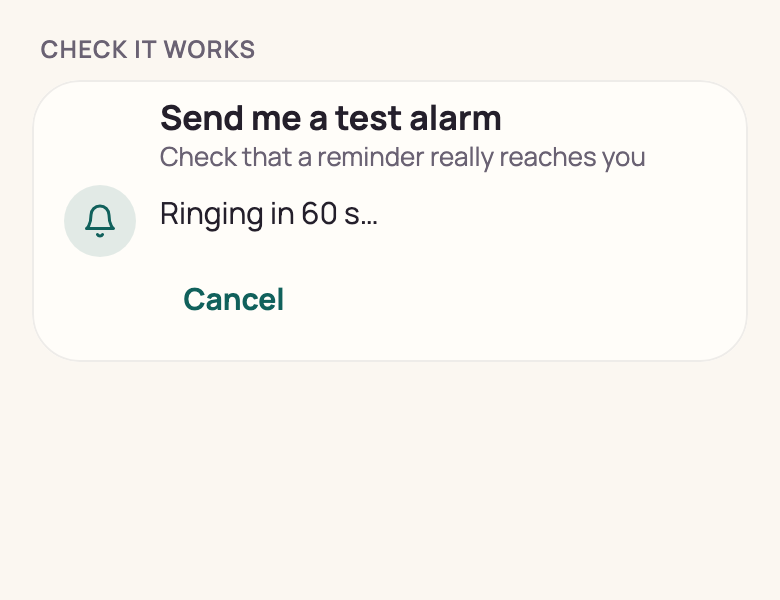 CHECK IT WORKS
Send me a test alarm
Check that a reminder really reaches you
Ringing in 60 s…
Cancel